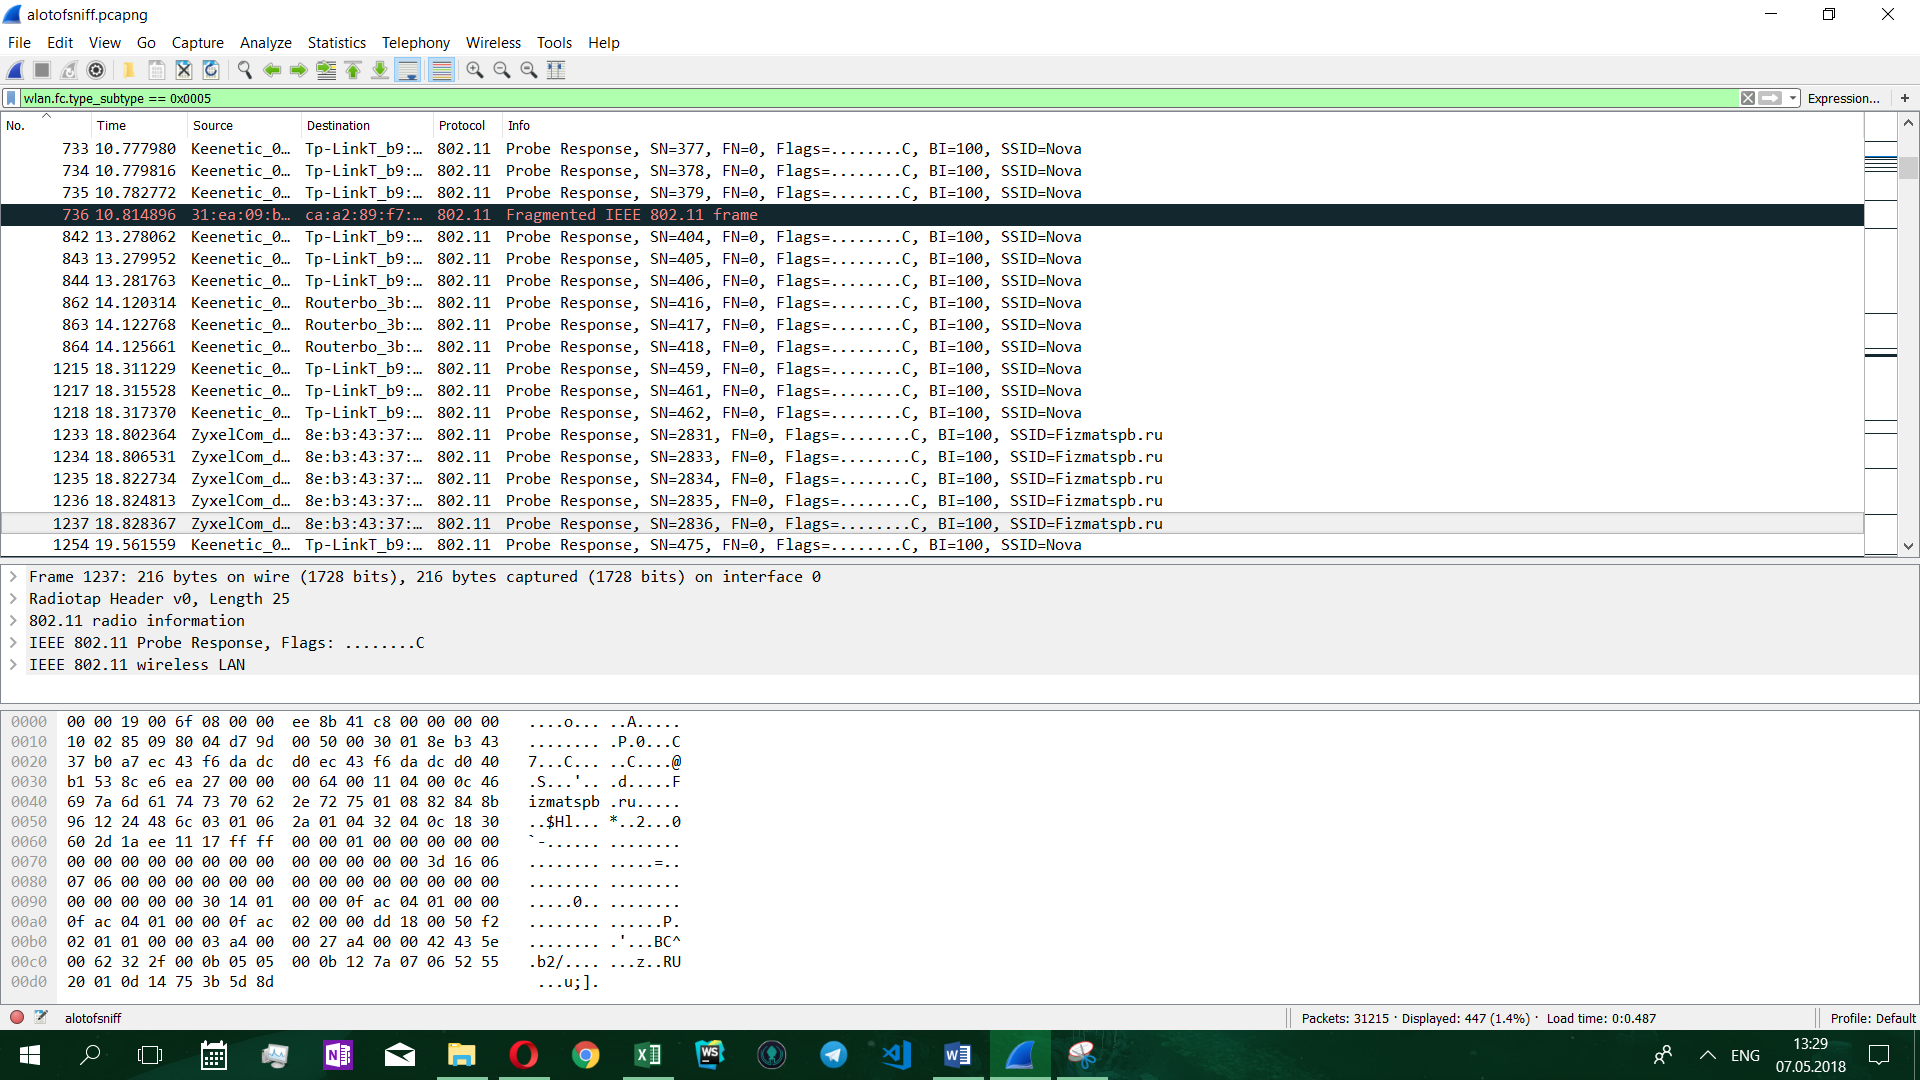 alotofsniff.pcapng
File Edit View Go Capture Analyze Statistics Telephony Wireless Tools Help
wlan.fc.type_subtype == 0x0005 Expression... +
No. Time Source Destination Protocol Info
733 10.777980 Keenetic_0… Tp-LinkT_b9:… 802.11 Probe Response, SN=377, FN=0, Flags=........C, BI=100, SSID=Nova
734 10.779816 Keenetic_0… Tp-LinkT_b9:… 802.11 Probe Response, SN=378, FN=0, Flags=........C, BI=100, SSID=Nova
735 10.782772 Keenetic_0… Tp-LinkT_b9:… 802.11 Probe Response, SN=379, FN=0, Flags=........C, BI=100, SSID=Nova
736 10.814896 31:ea:09:b… ca:a2:89:f7:… 802.11 Fragmented IEEE 802.11 frame
842 13.278062 Keenetic_0… Tp-LinkT_b9:… 802.11 Probe Response, SN=404, FN=0, Flags=........C, BI=100, SSID=Nova
843 13.279952 Keenetic_0… Tp-LinkT_b9:… 802.11 Probe Response, SN=405, FN=0, Flags=........C, BI=100, SSID=Nova
844 13.281763 Keenetic_0… Tp-LinkT_b9:… 802.11 Probe Response, SN=406, FN=0, Flags=........C, BI=100, SSID=Nova
862 14.120314 Keenetic_0… Routerbo_3b:… 802.11 Probe Response, SN=416, FN=0, Flags=........C, BI=100, SSID=Nova
863 14.122768 Keenetic_0… Routerbo_3b:… 802.11 Probe Response, SN=417, FN=0, Flags=........C, BI=100, SSID=Nova
864 14.125661 Keenetic_0… Routerbo_3b:… 802.11 Probe Response, SN=418, FN=0, Flags=........C, BI=100, SSID=Nova
1215 18.311229 Keenetic_0… Tp-LinkT_b9:… 802.11 Probe Response, SN=459, FN=0, Flags=........C, BI=100, SSID=Nova
1217 18.315528 Keenetic_0… Tp-LinkT_b9:… 802.11 Probe Response, SN=461, FN=0, Flags=........C, BI=100, SSID=Nova
1218 18.317370 Keenetic_0… Tp-LinkT_b9:… 802.11 Probe Response, SN=462, FN=0, Flags=........C, BI=100, SSID=Nova
1233 18.802364 ZyxelCom_d… 8e:b3:43:37:… 802.11 Probe Response, SN=2831, FN=0, Flags=........C, BI=100, SSID=Fizmatspb.ru
1234 18.806531 ZyxelCom_d… 8e:b3:43:37:… 802.11 Probe Response, SN=2833, FN=0, Flags=........C, BI=100, SSID=Fizmatspb.ru
1235 18.822734 ZyxelCom_d… 8e:b3:43:37:… 802.11 Probe Response, SN=2834, FN=0, Flags=........C, BI=100, SSID=Fizmatspb.ru
1236 18.824813 ZyxelCom_d… 8e:b3:43:37:… 802.11 Probe Response, SN=2835, FN=0, Flags=........C, BI=100, SSID=Fizmatspb.ru
1237 18.828367 ZyxelCom_d… 8e:b3:43:37:… 802.11 Probe Response, SN=2836, FN=0, Flags=........C, BI=100, SSID=Fizmatspb.ru
1254 19.561559 Keenetic_0… Tp-LinkT_b9:… 802.11 Probe Response, SN=475, FN=0, Flags=........C, BI=100, SSID=Nova
Frame 1237: 216 bytes on wire (1728 bits), 216 bytes captured (1728 bits) on interface 0
Radiotap Header v0, Length 25
802.11 radio information
IEEE 802.11 Probe Response, Flags: ........C
IEEE 802.11 wireless LAN
0000 00 00 19 00 6f 08 00 00 ee 8b 41 c8 00 00 00 00 ....o... ..A.....
0010 10 02 85 09 80 04 d7 9d 00 50 00 30 01 8e b3 43 ........ .P.0...C
0020 37 b0 a7 ec 43 f6 da dc d0 ec 43 f6 da dc d0 40 7...C... ..C....@
0030 b1 53 8c e6 ea 27 00 00 00 64 00 11 04 00 0c 46 .S...'.. .d.....F
0040 69 7a 6d 61 74 73 70 62 2e 72 75 01 08 82 84 8b izmatspb .ru.....
0050 96 12 24 48 6c 03 01 06 2a 01 04 32 04 0c 18 30 ..$Hl... *..2...0
0060 60 2d 1a ee 11 17 ff ff 00 00 01 00 00 00 00 00 `-...... ........
0070 00 00 00 00 00 00 00 00 00 00 00 00 00 3d 16 06 ........ .....=..
0080 07 06 00 00 00 00 00 00 00 00 00 00 00 00 00 00 ........ ........
0090 00 00 00 00 00 30 14 01 00 00 0f ac 04 01 00 00 .....0.. ........
00a0 0f ac 04 01 00 00 0f ac 02 00 00 dd 18 00 50 f2 ........ ......P.
00b0 02 01 01 00 00 03 a4 00 00 27 a4 00 00 42 43 5e ........ .'...BC^
00c0 00 62 32 2f 00 0b 05 05 00 0b 12 7a 07 06 52 55 .b2/.... ...z..RU
00d0 20 01 0d 14 75 3b 5d 8d ...u;].
alotofsniff Packets: 31215 · Displayed: 447 (1.4%) · Load time: 0:0.487 Profile: Default
ENG
13:29
07.05.2018